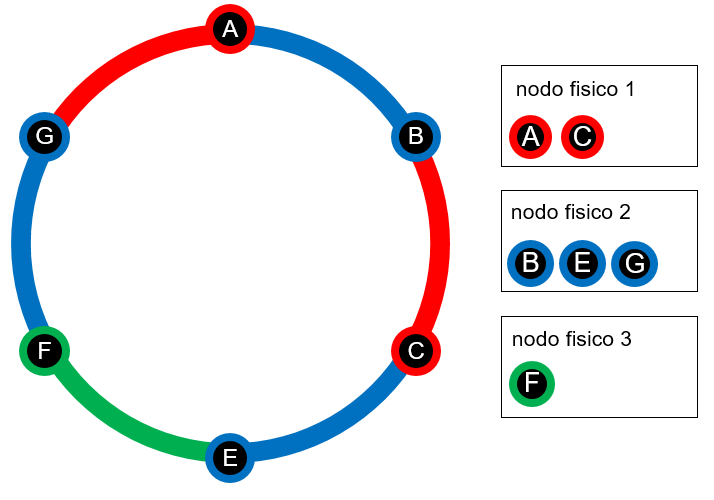 A
G
B
F
C
E
nodo fisico 1
A C
nodo fisico 2
B E G
nodo fisico 3
F